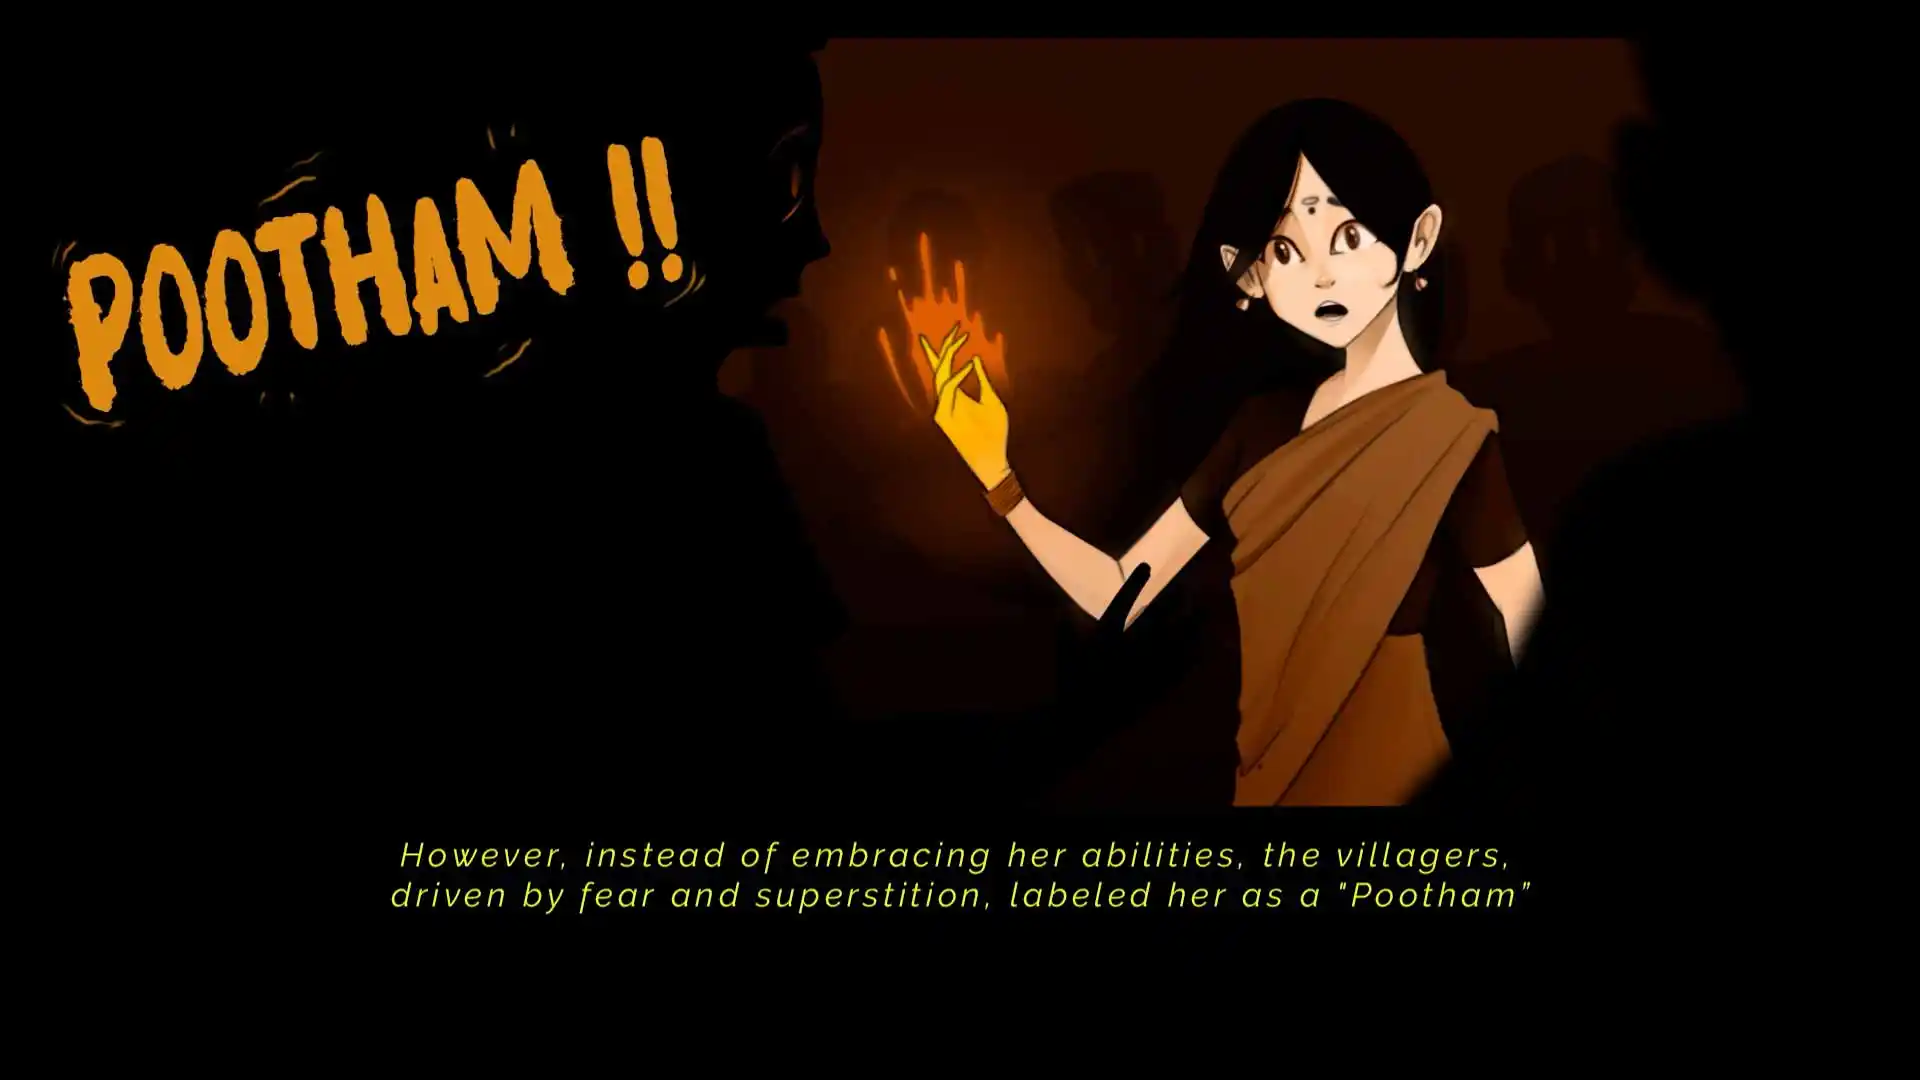 POOTHAM !!
However, instead of embracing her abilities, the villagers,
driven by fear and superstition, labeled her as a "Pootham”